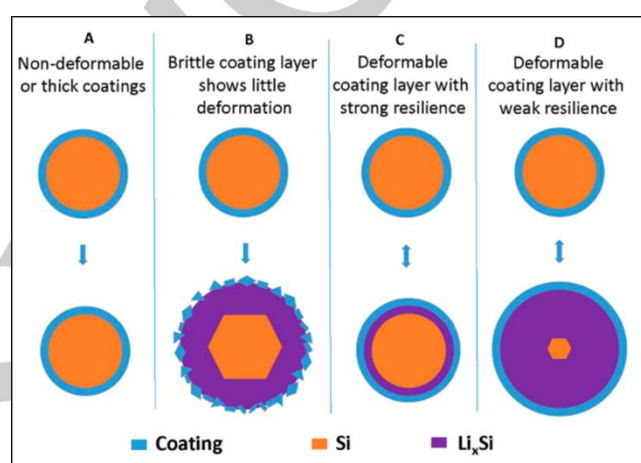 A
Non-deformable
or thick coatings
B
Brittle coating layer
shows little
deformation
C
Deformable
coating layer with
strong resilience
D
Deformable
coating layer with
weak resilience
Coating
Si
LiₓSi